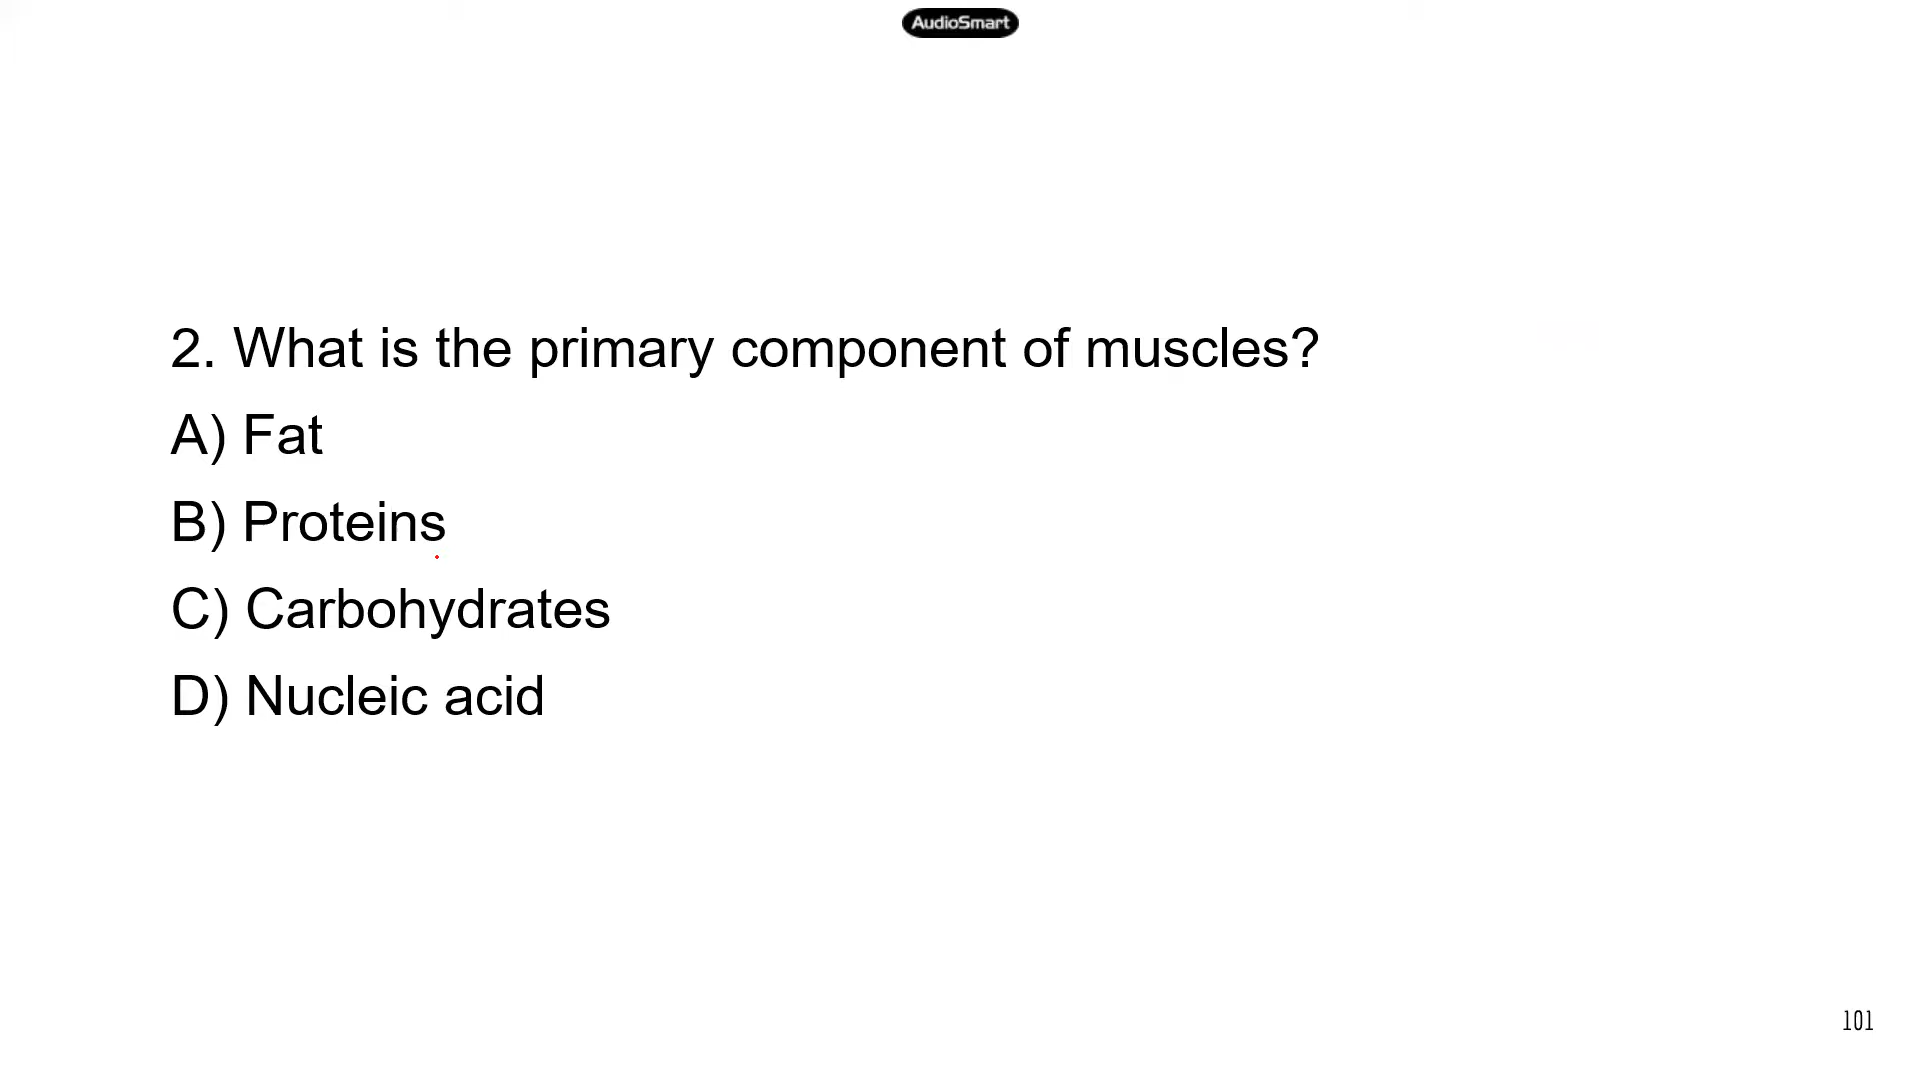 AudioSmart
2. What is the primary component of muscles?
A) Fat
B) Proteins
C) Carbohydrates
D) Nucleic acid
101